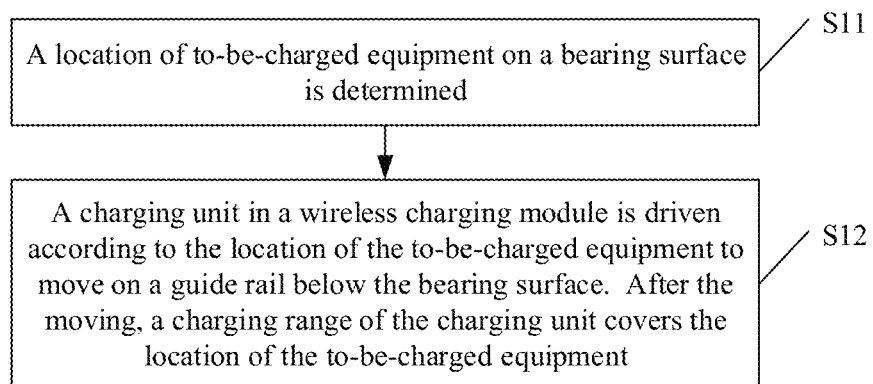 S11
A location of to-be-charged equipment on a bearing surface
is determined
A charging unit in a wireless charging module is driven
according to the location of the to-be-charged equipment to
move on a guide rail below the bearing surface. After the
moving, a charging range of the charging unit covers the
location of the to-be-charged equipment
S12